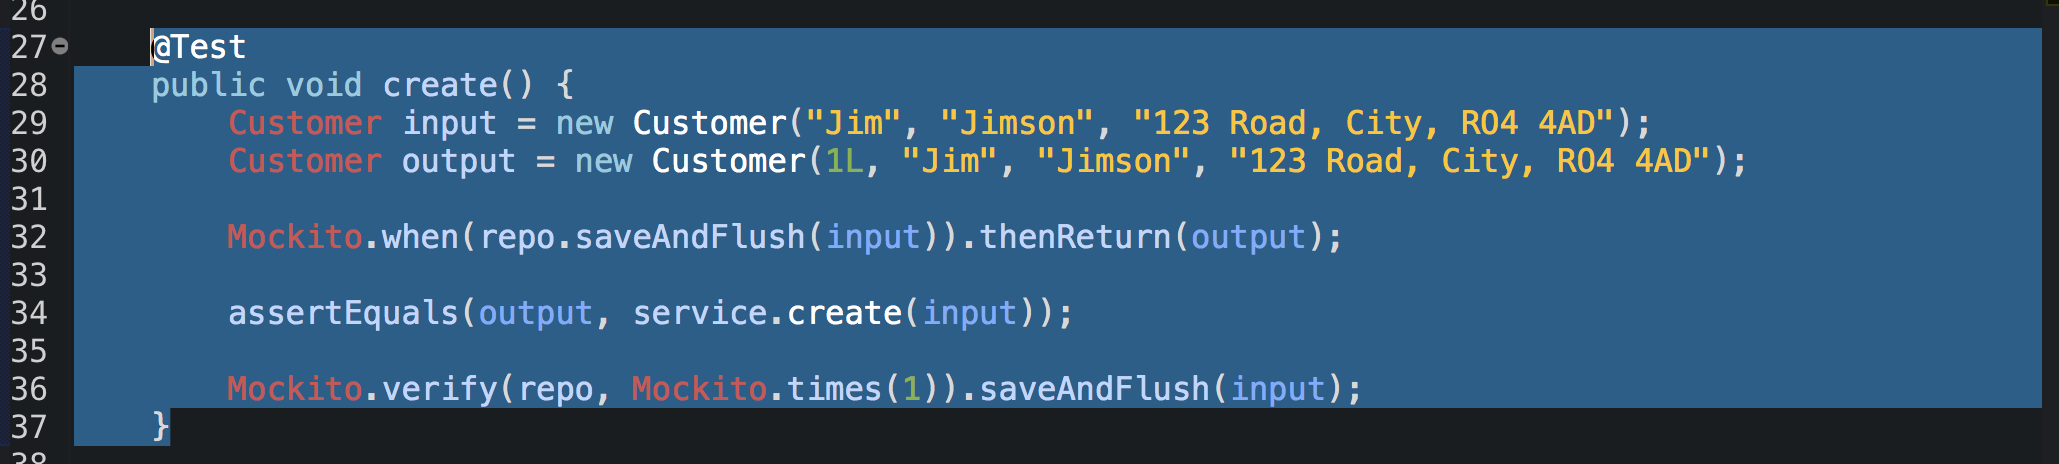 26
27 @Test
28 public void create() {
29 Customer input = new Customer("Jim", "Jimson", "123 Road, City, RO4 4AD");
30 Customer output = new Customer(1L, "Jim", "Jimson", "123 Road, City, RO4 4AD");
31
32 Mockito.when(repo.saveAndFlush(input)).thenReturn(output);
33
34 assertEquals(output, service.create(input));
35
36 Mockito.verify(repo, Mockito.times(1)).saveAndFlush(input);
37 }
38